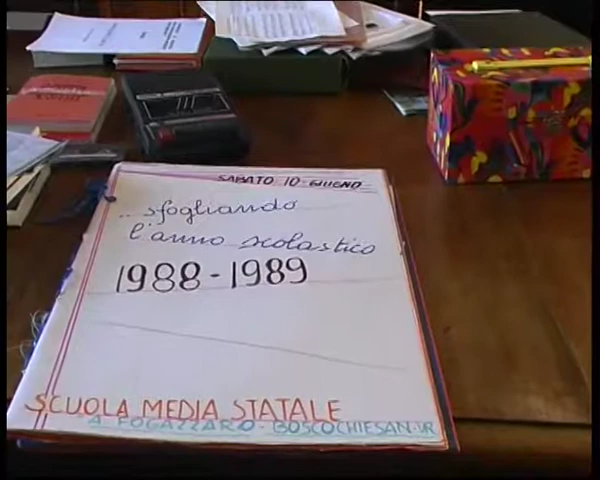 SABATO 10 GIUGNO
...sfogliando
l'anno scolastico
1988-1989
SCUOLA MEDIA STATALE
A. FOGAZZARO - BOSCOCHIESAN.-VR